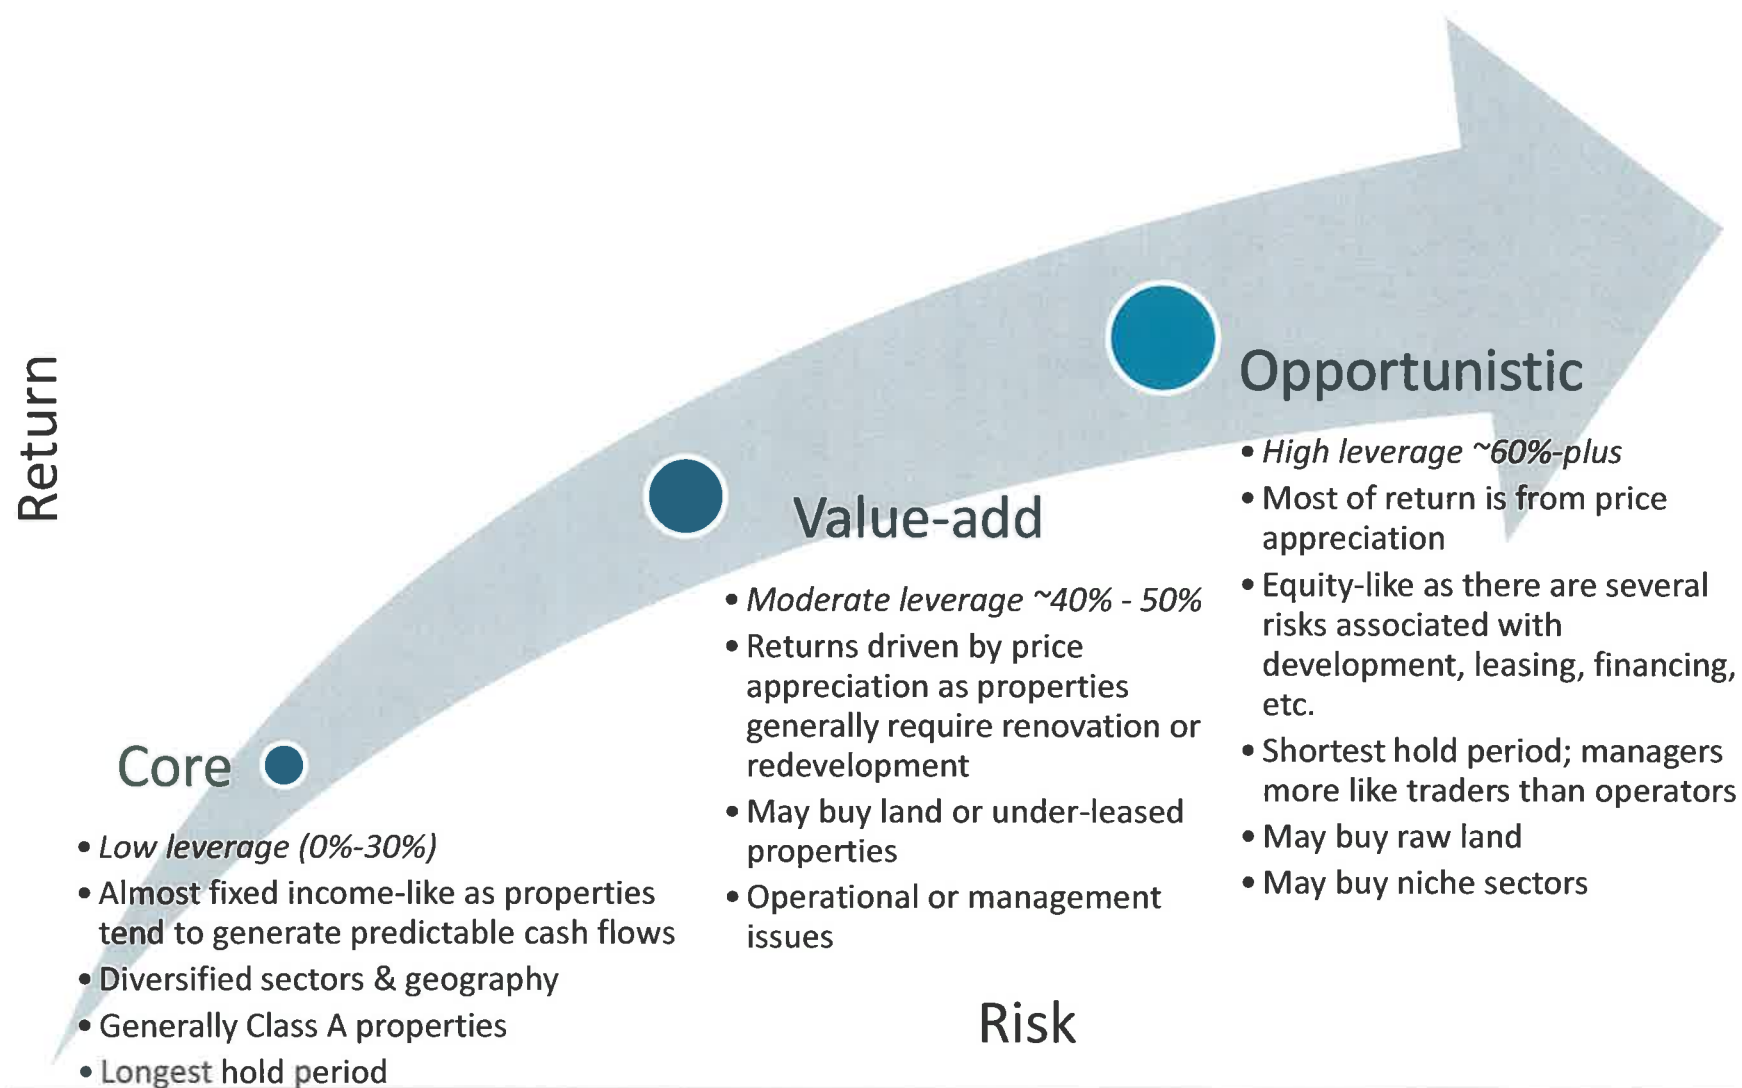 Return
Core
• Low leverage (0%-30%)
• Almost fixed income-like as properties
tend to generate predictable cash flows
• Diversified sectors & geography
• Generally Class A properties
• Longest hold period
Value-add
• Moderate leverage ~40% - 50%
• Returns driven by price
appreciation as properties
generally require renovation or
redevelopment
• May buy land or under-leased
properties
• Operational or management
issues
Opportunistic
• High leverage ~60%-plus
• Most of return is from price
appreciation
• Equity-like as there are several
risks associated with
development, leasing, financing,
etc.
• Shortest hold period; managers
more like traders than operators
• May buy raw land
• May buy niche sectors
Risk